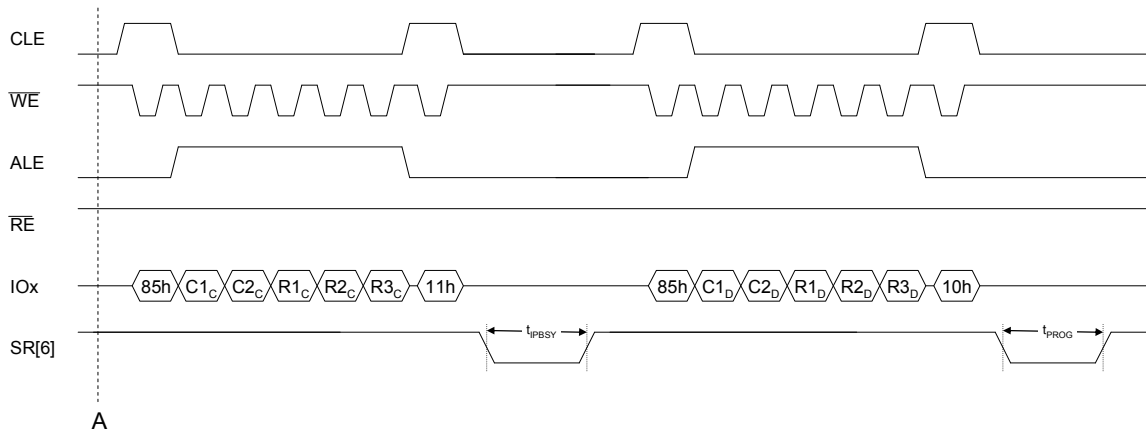 CLE
WE
ALE
RE
IOx 85h C1C C2C R1C R2C R3C 11h 85h C1D C2D R1D R2D R3D 10h
SR[6] tIPBSY tPROG
A